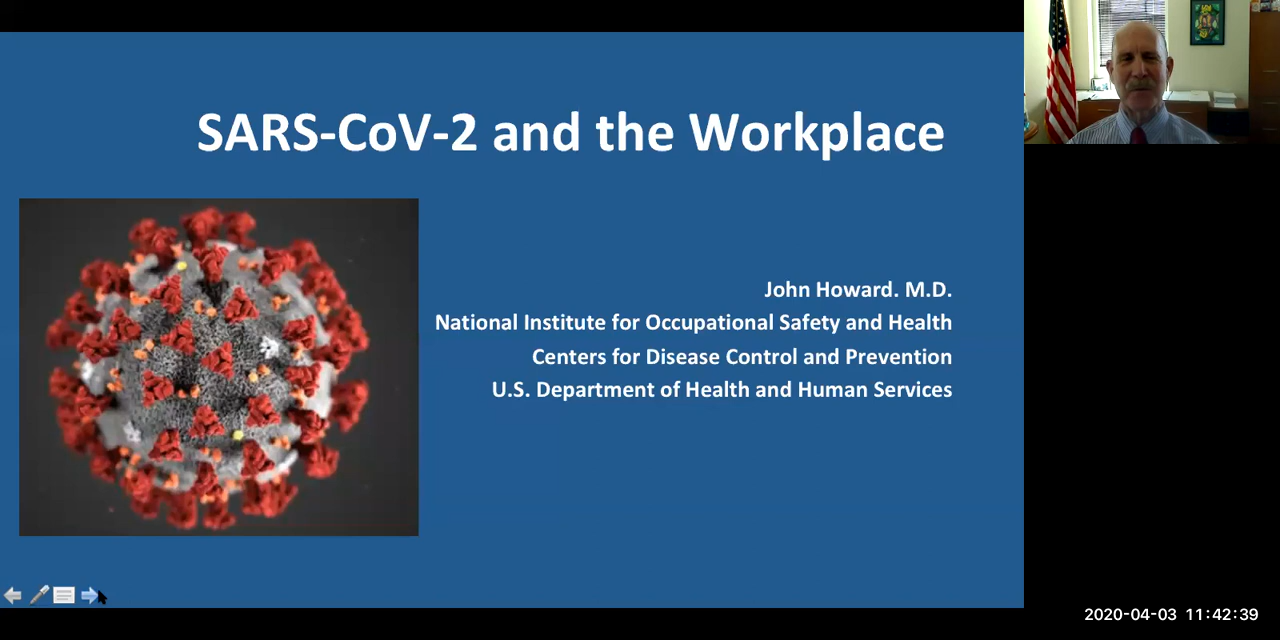 SARS-CoV-2 and the Workplace
John Howard. M.D.
National Institute for Occupational Safety and Health
Centers for Disease Control and Prevention
U.S. Department of Health and Human Services
2020-04-03 11:42:39